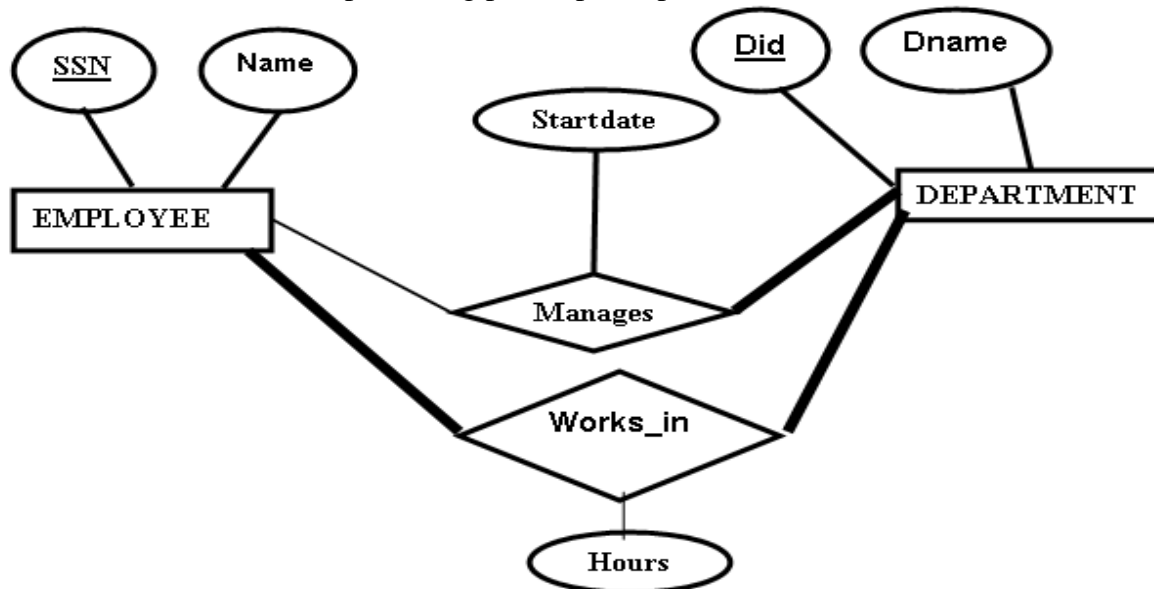 SSN
Name
Startdate
Did
Dname
EMPLOYEE
DEPARTMENT
Manages
Works_in
Hours